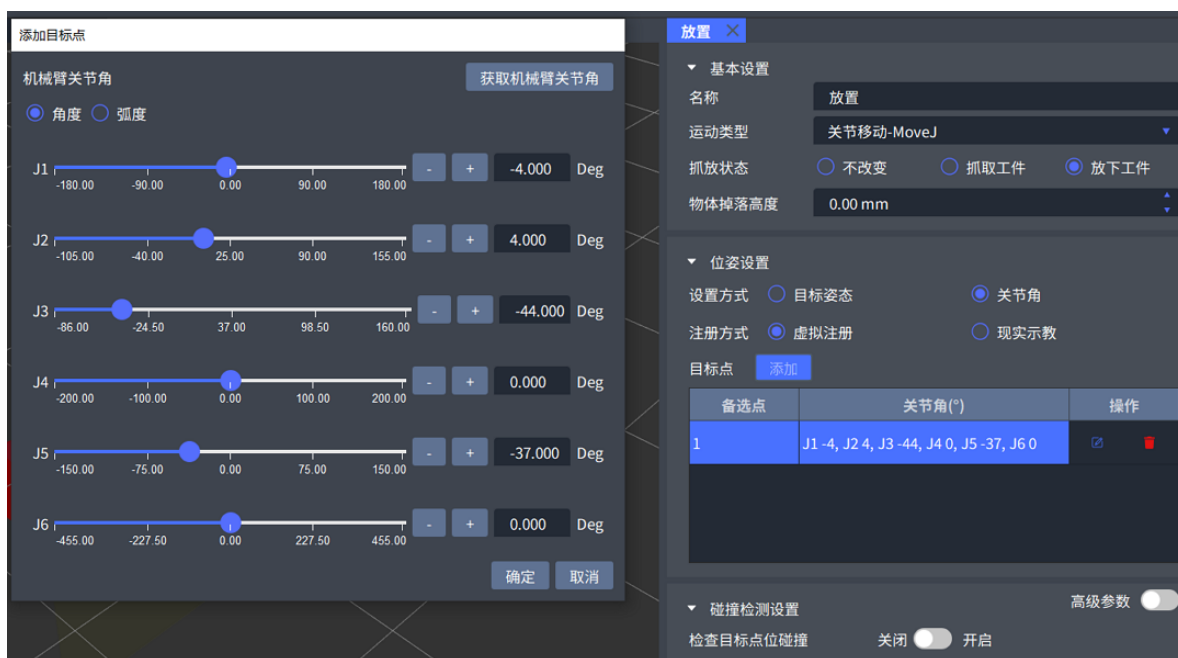 添加目标点
机械臂关节角 获取机械臂关节角
角度 弧度
J1 - + -4.000 Deg
-180.00 -90.00 0.00 90.00 180.00
J2 - + 4.000 Deg
-105.00 -40.00 25.00 90.00 155.00
J3 - + -44.000 Deg
-86.00 -24.50 37.00 98.50 160.00
J4 - + 0.000 Deg
-200.00 -100.00 0.00 100.00 200.00
J5 - + -37.000 Deg
-150.00 -75.00 0.00 75.00 150.00
J6 - + 0.000 Deg
-455.00 -227.50 0.00 227.50 455.00
确定 取消
放置
基本设置
名称 放置
运动类型 关节移动-MoveJ
抓放状态 不改变 抓取工件 放下工件
物体掉落高度 0.00 mm
位姿设置
设置方式 目标姿态 关节角
注册方式 虚拟注册 现实示教
目标点 添加
备选点 关节角(°) 操作
1 J1 -4, J2 4, J3 -44, J4 0, J5 -37, J6 0
碰撞检测设置 高级参数
检查目标点位碰撞 关闭 开启